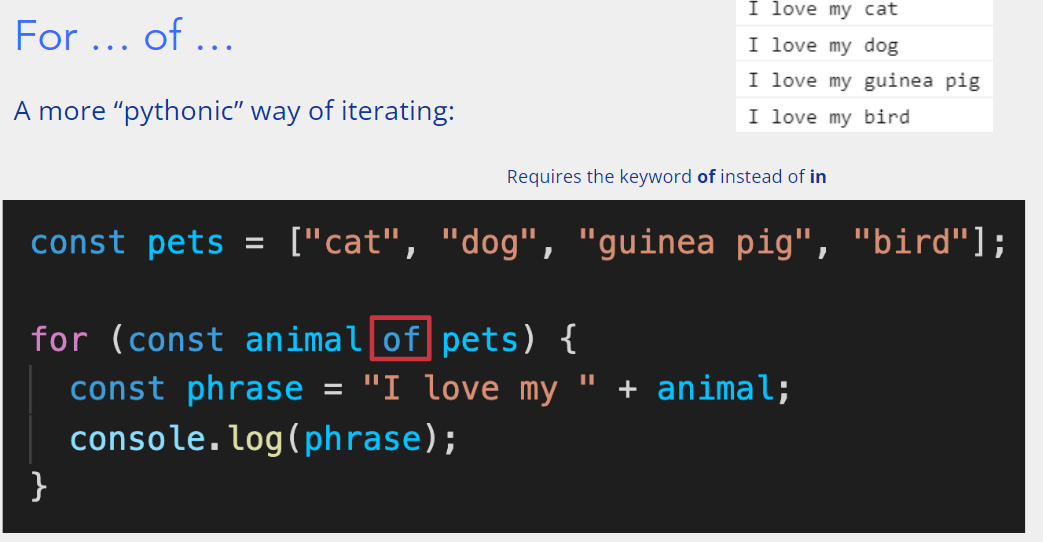 For ... of ...
A more “pythonic” way of iterating:
I love my cat
I love my dog
I love my guinea pig
I love my bird
Requires the keyword of instead of in
const pets = ["cat", "dog", "guinea pig", "bird"];
for (const animal of pets) {
  const phrase = "I love my " + animal;
  console.log(phrase);
}